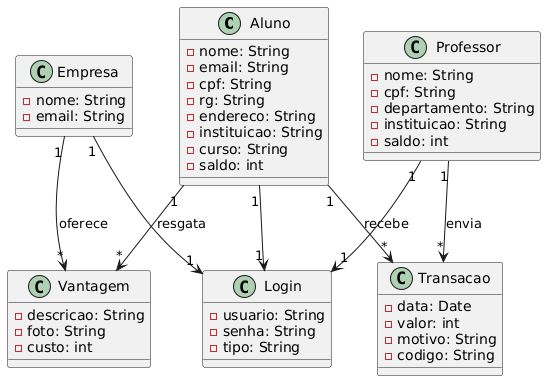 C Empresa
nome: String
email: String
C Aluno
nome: String
email: String
cpf: String
rg: String
endereco: String
instituicao: String
curso: String
saldo: int
C Professor
nome: String
cpf: String
departamento: String
instituicao: String
saldo: int
1
1
1
1
1
1
1
oferece
resgata
recebe
envia
*
*
1
1
1
*
*
C Vantagem
descricao: String
foto: String
custo: int
C Login
usuario: String
senha: String
tipo: String
C Transacao
data: Date
valor: int
motivo: String
codigo: String